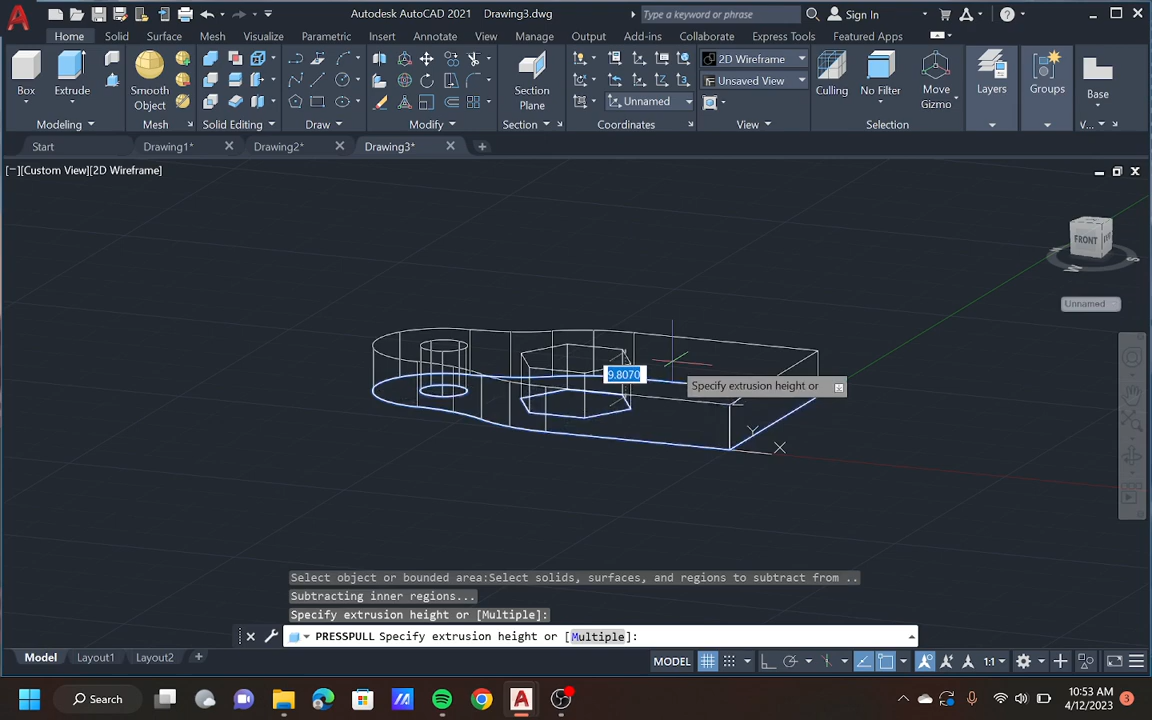 Autodesk AutoCAD 2021 Drawing3.dwg
Type a keyword or phrase
Sign In
Home Solid Surface Mesh Visualize Parametric Insert Annotate View Manage Output Add-ins Collaborate Express Tools Featured Apps
Box
Extrude
Smooth
Object
Section
Plane
Unnamed
2D Wireframe
Unsaved View
Culling
No Filter
Move
Gizmo
Layers
Groups
Base
Modeling
Mesh
Solid Editing
Draw
Modify
Section
Coordinates
View
Selection
V...
Start
Drawing1*
Drawing2*
Drawing3*
[−][Custom View][2D Wireframe]
FRONT
W
S
Unnamed
9.8070
Specify extrusion height or
Y
X
Select object or bounded area:Select solids, surfaces, and regions to subtract from ..
Subtracting inner regions...
Specify extrusion height or [Multiple]:
PRESSPULL Specify extrusion height or [Multiple]:
Model Layout1 Layout2 +
MODEL
1:1
Search
10:53 AM
4/12/2023
3